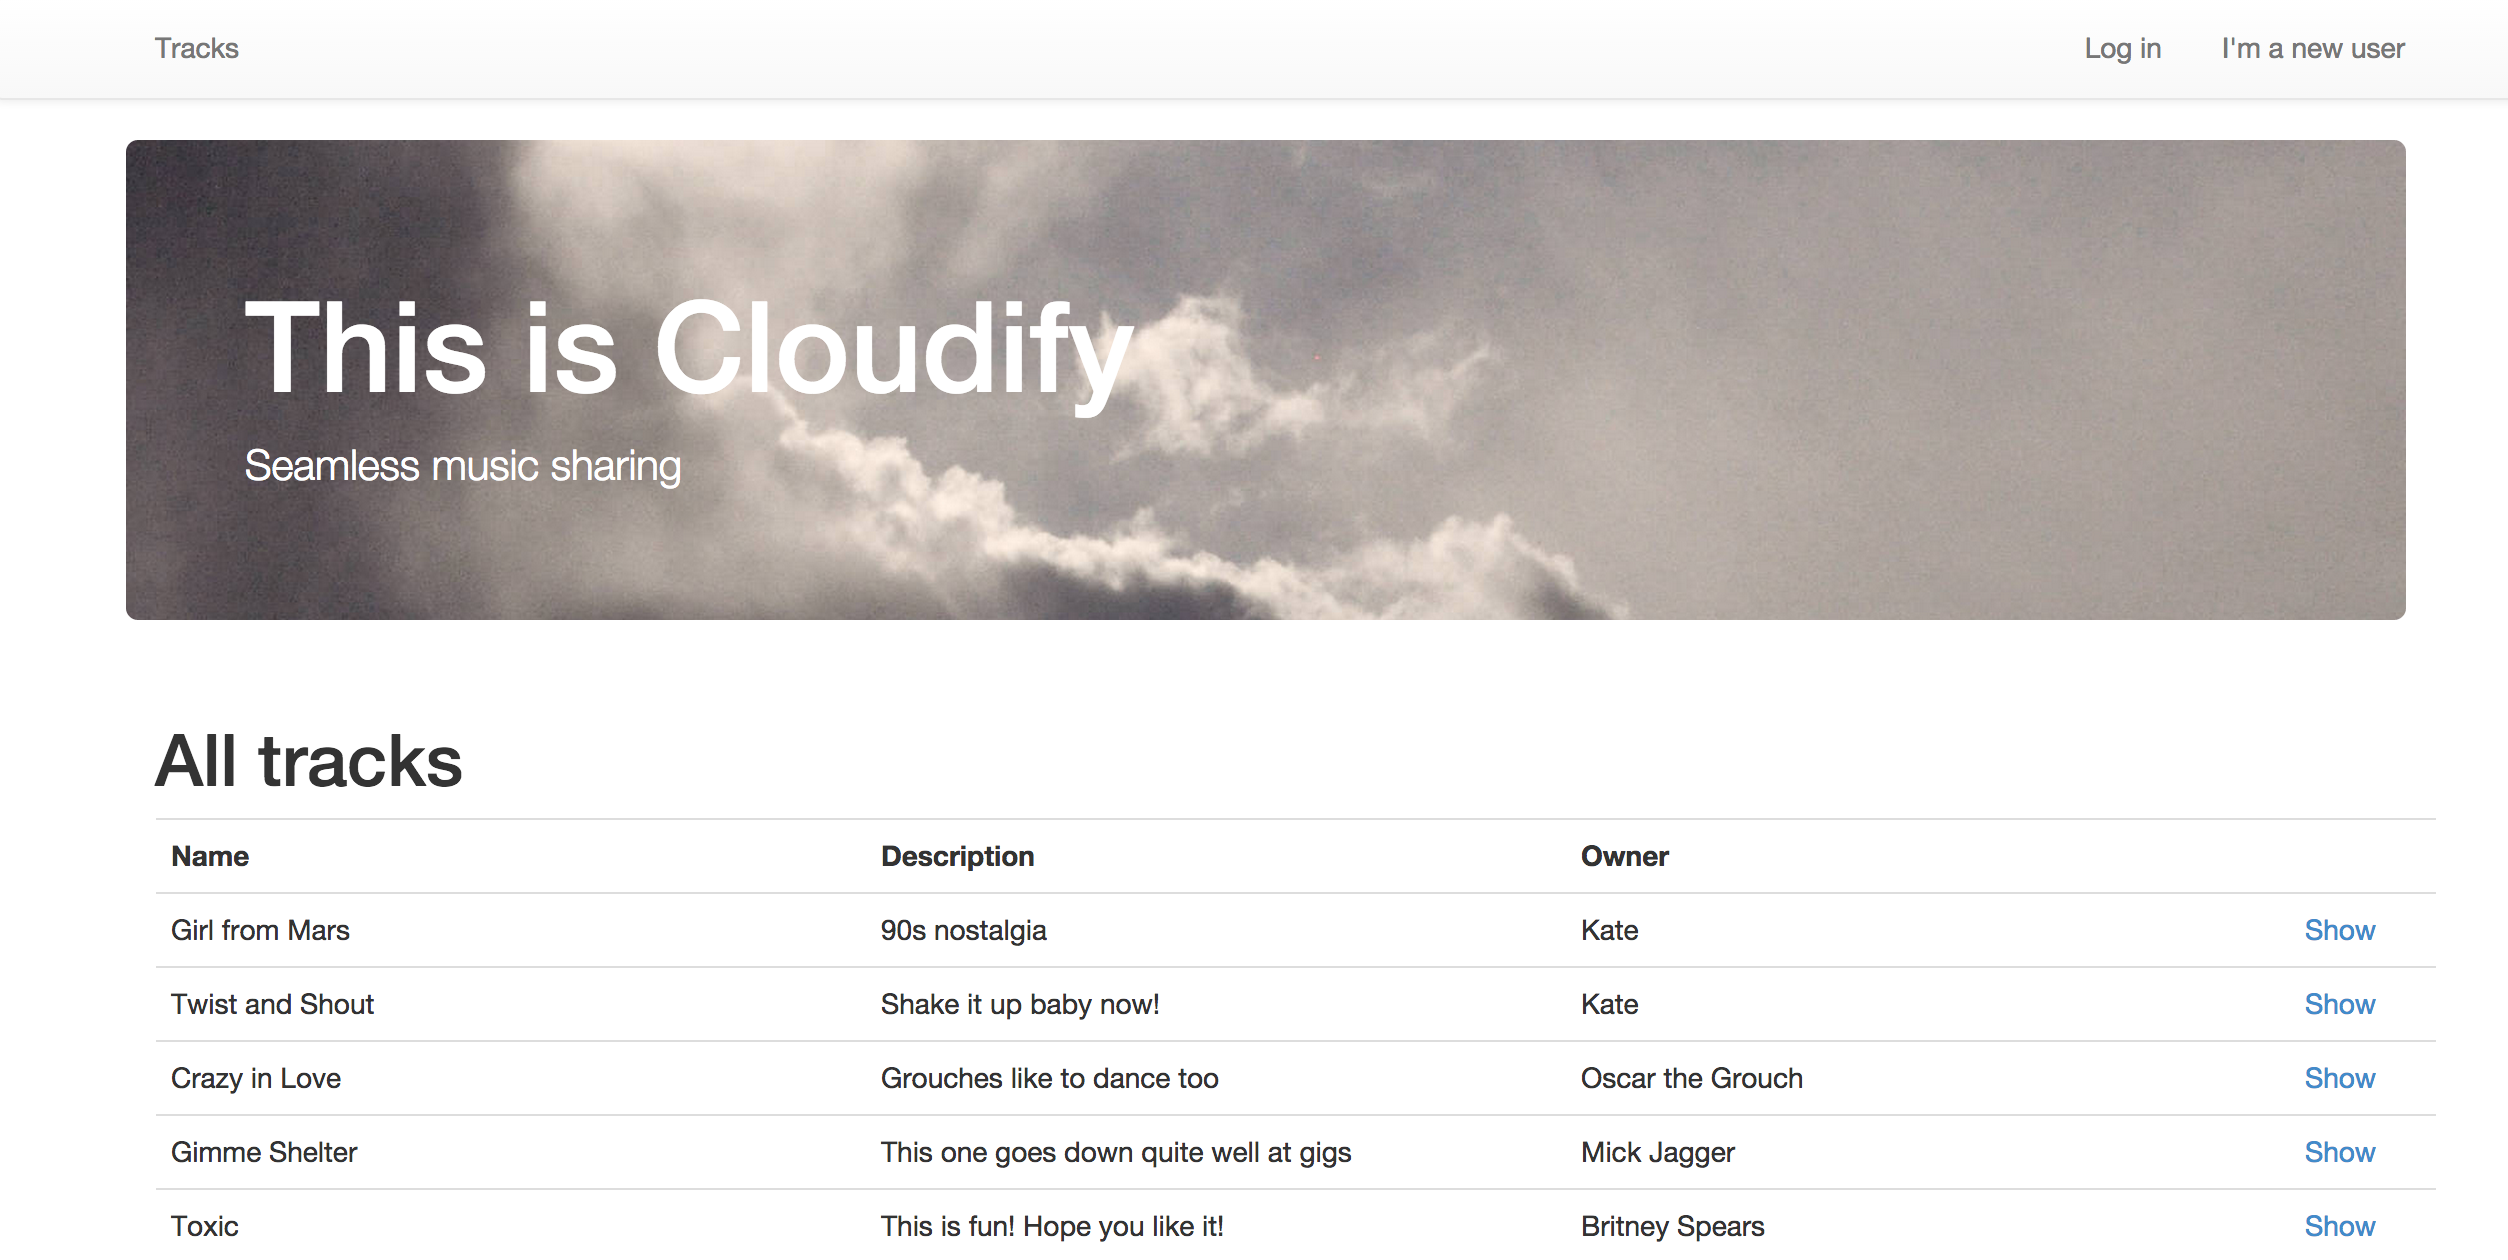 Tracks Log in I'm a new user
This is Cloudify
Seamless music sharing
All tracks
Name Description Owner
Girl from Mars 90s nostalgia Kate Show
Twist and Shout Shake it up baby now! Kate Show
Crazy in Love Grouches like to dance too Oscar the Grouch Show
Gimme Shelter This one goes down quite well at gigs Mick Jagger Show
Toxic This is fun! Hope you like it! Britney Spears Show